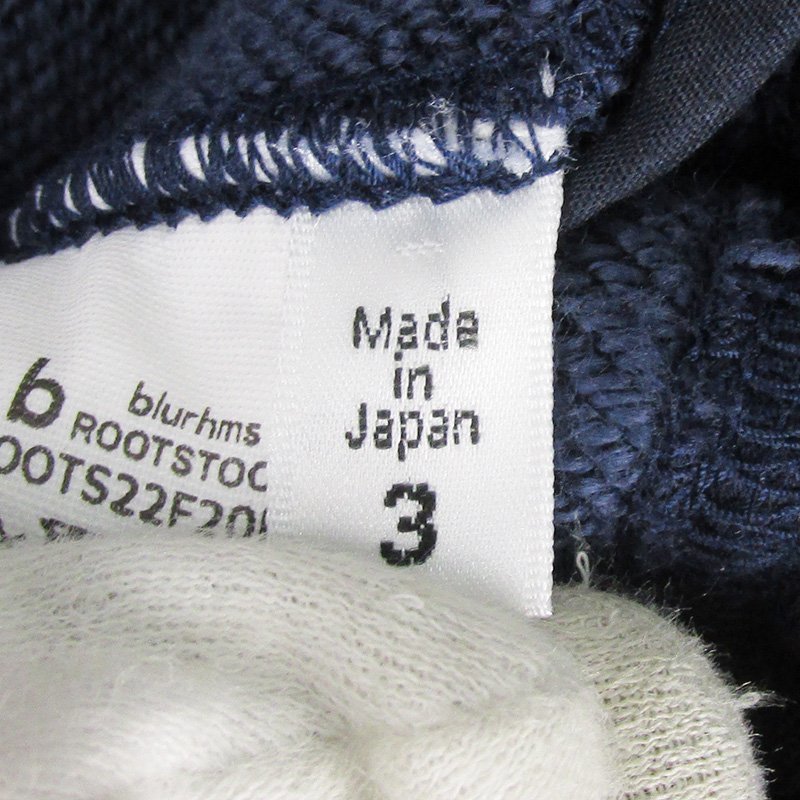 b blurhms
ROOTSTOC
OOTS22F20
Made
in
Japan
3